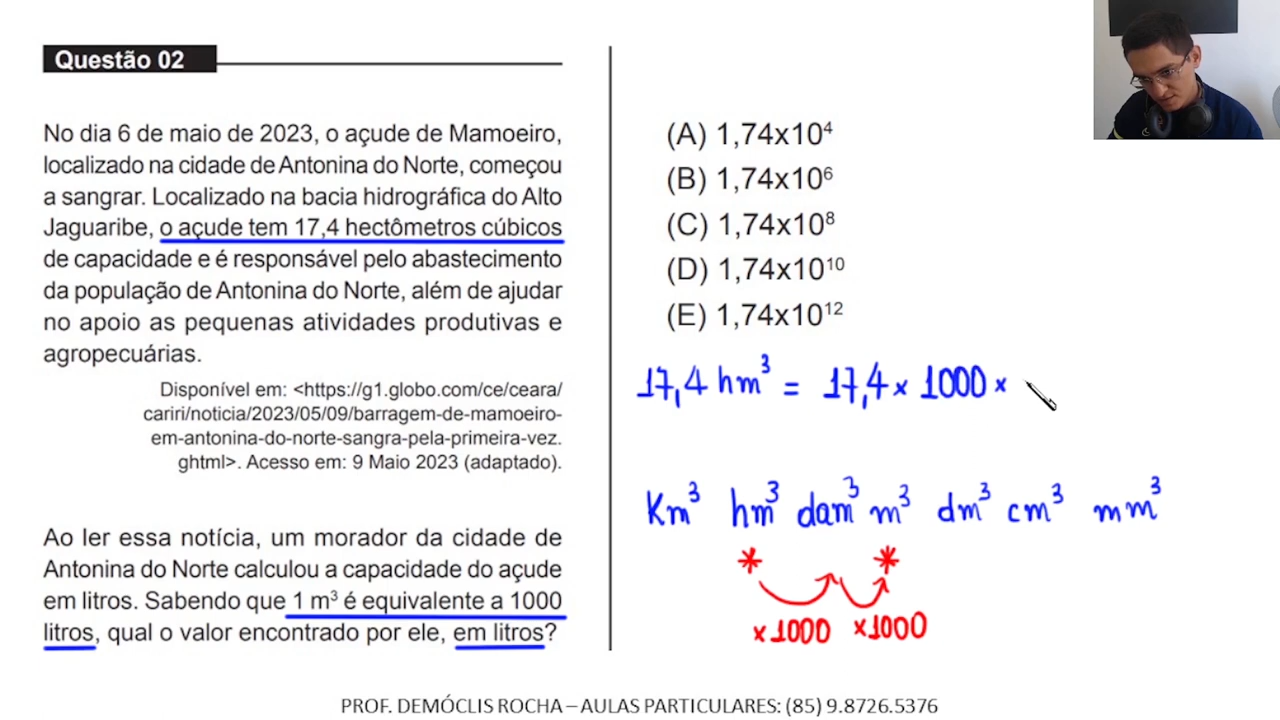 Questão 02
No dia 6 de maio de 2023, o açude de Mamoeiro,
localizado na cidade de Antonina do Norte, começou
a sangrar. Localizado na bacia hidrográfica do Alto
Jaguaribe, o açude tem 17,4 hectômetros cúbicos
de capacidade e é responsável pelo abastecimento
da população de Antonina do Norte, além de ajudar
no apoio as pequenas atividades produtivas e
agropecuárias.
Disponível em: <https://g1.globo.com/ce/ceara/
cariri/noticia/2023/05/09/barragem-de-mamoeiro-
em-antonina-do-norte-sangra-pela-primeira-vez.
ghtml>. Acesso em: 9 Maio 2023 (adaptado).
Ao ler essa notícia, um morador da cidade de
Antonina do Norte calculou a capacidade do açude
em litros. Sabendo que 1 m³ é equivalente a 1000
litros, qual o valor encontrado por ele, em litros?
(A) 1,74x10⁴
(B) 1,74x10⁶
(C) 1,74x10⁸
(D) 1,74x10¹⁰
(E) 1,74x10¹²
17,4 hm³ = 17,4 × 1000 ×
Km³ hm³ dam³ m³ dm³ cm³ mm³
* *
×1000 ×1000
PROF. DEMÓCLIS ROCHA – AULAS PARTICULARES: (85) 9.8726.5376